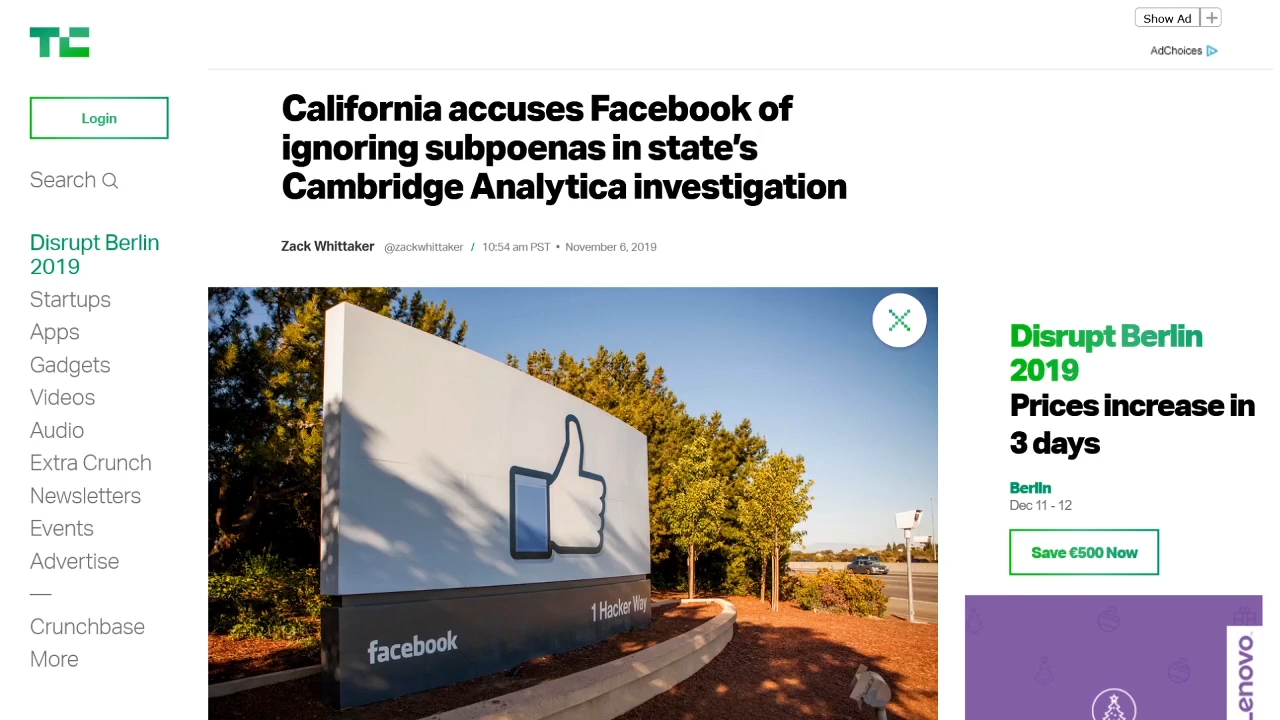 TC
Show Ad
AdChoices
Login
Search
Disrupt Berlin
2019
Startups
Apps
Gadgets
Videos
Audio
Extra Crunch
Newsletters
Events
Advertise
—
Crunchbase
More
California accuses Facebook of
ignoring subpoenas in state's
Cambridge Analytica investigation
Zack Whittaker @zackwhittaker / 10:54 am PST • November 6, 2019
1 Hacker Way
facebook
Disrupt Berlin
2019
Prices increase in
3 days
Berlin
Dec 11 - 12
Save €500 Now
Lenovo